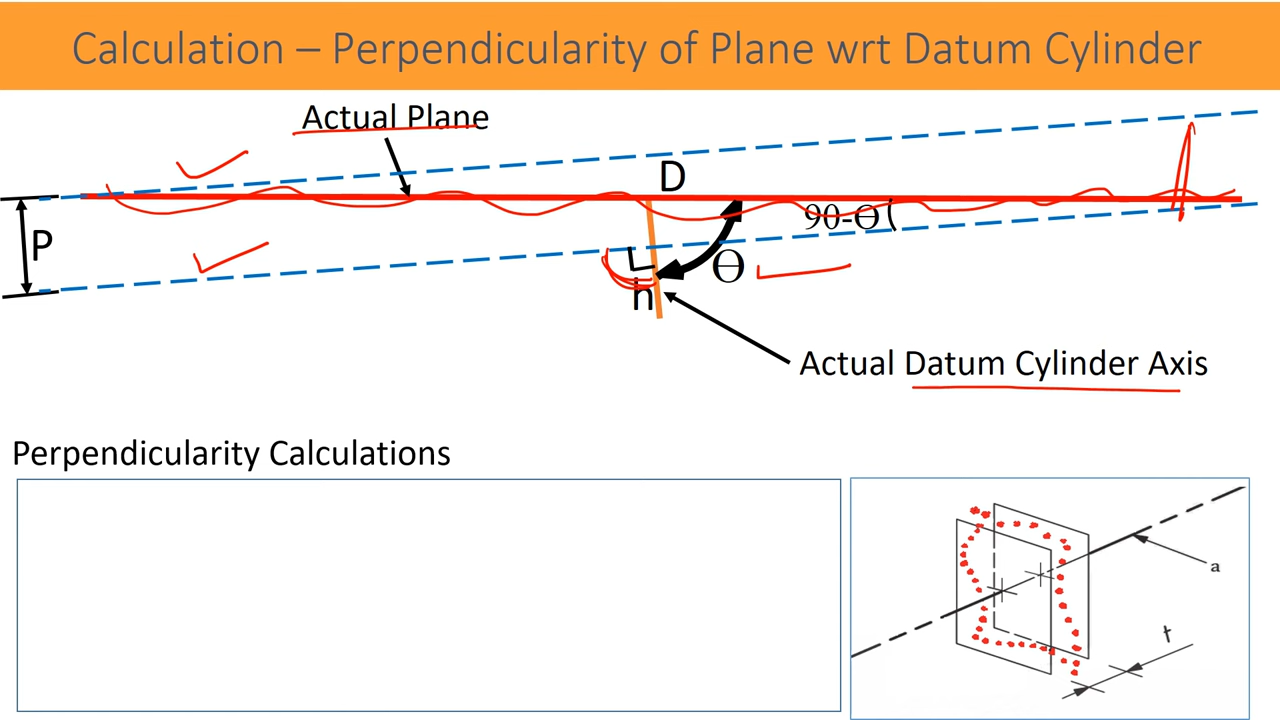 Calculation – Perpendicularity of Plane wrt Datum Cylinder
Actual Plane
D
P
90-Θ(
Θ
h
Actual Datum Cylinder Axis
Perpendicularity Calculations
a
t